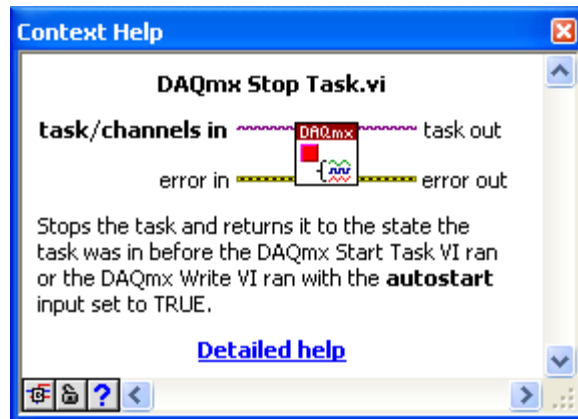 Context Help
DAQmx Stop Task.vi
task/channels in DAQmx task out
error in error out
Stops the task and returns it to the state the
task was in before the DAQmx Start Task VI ran
or the DAQmx Write VI ran with the autostart
input set to TRUE.
Detailed help
?